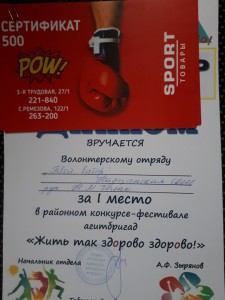 СЕРТИФИКАТ
500
POW!
3-Я ТРУДОВАЯ, 27/1
221-840
С.РЕМЕЗОВА, 122/1
263-200
SPORT
ТОВАРЫ
ВРУЧАЕТСЯ
Волонтерскому отряду
за I место
в районном конкурсе-фестивале
агитбригад
«Жить так здорово здорово!»
Начальник отдела
А.Ф. Зырянов